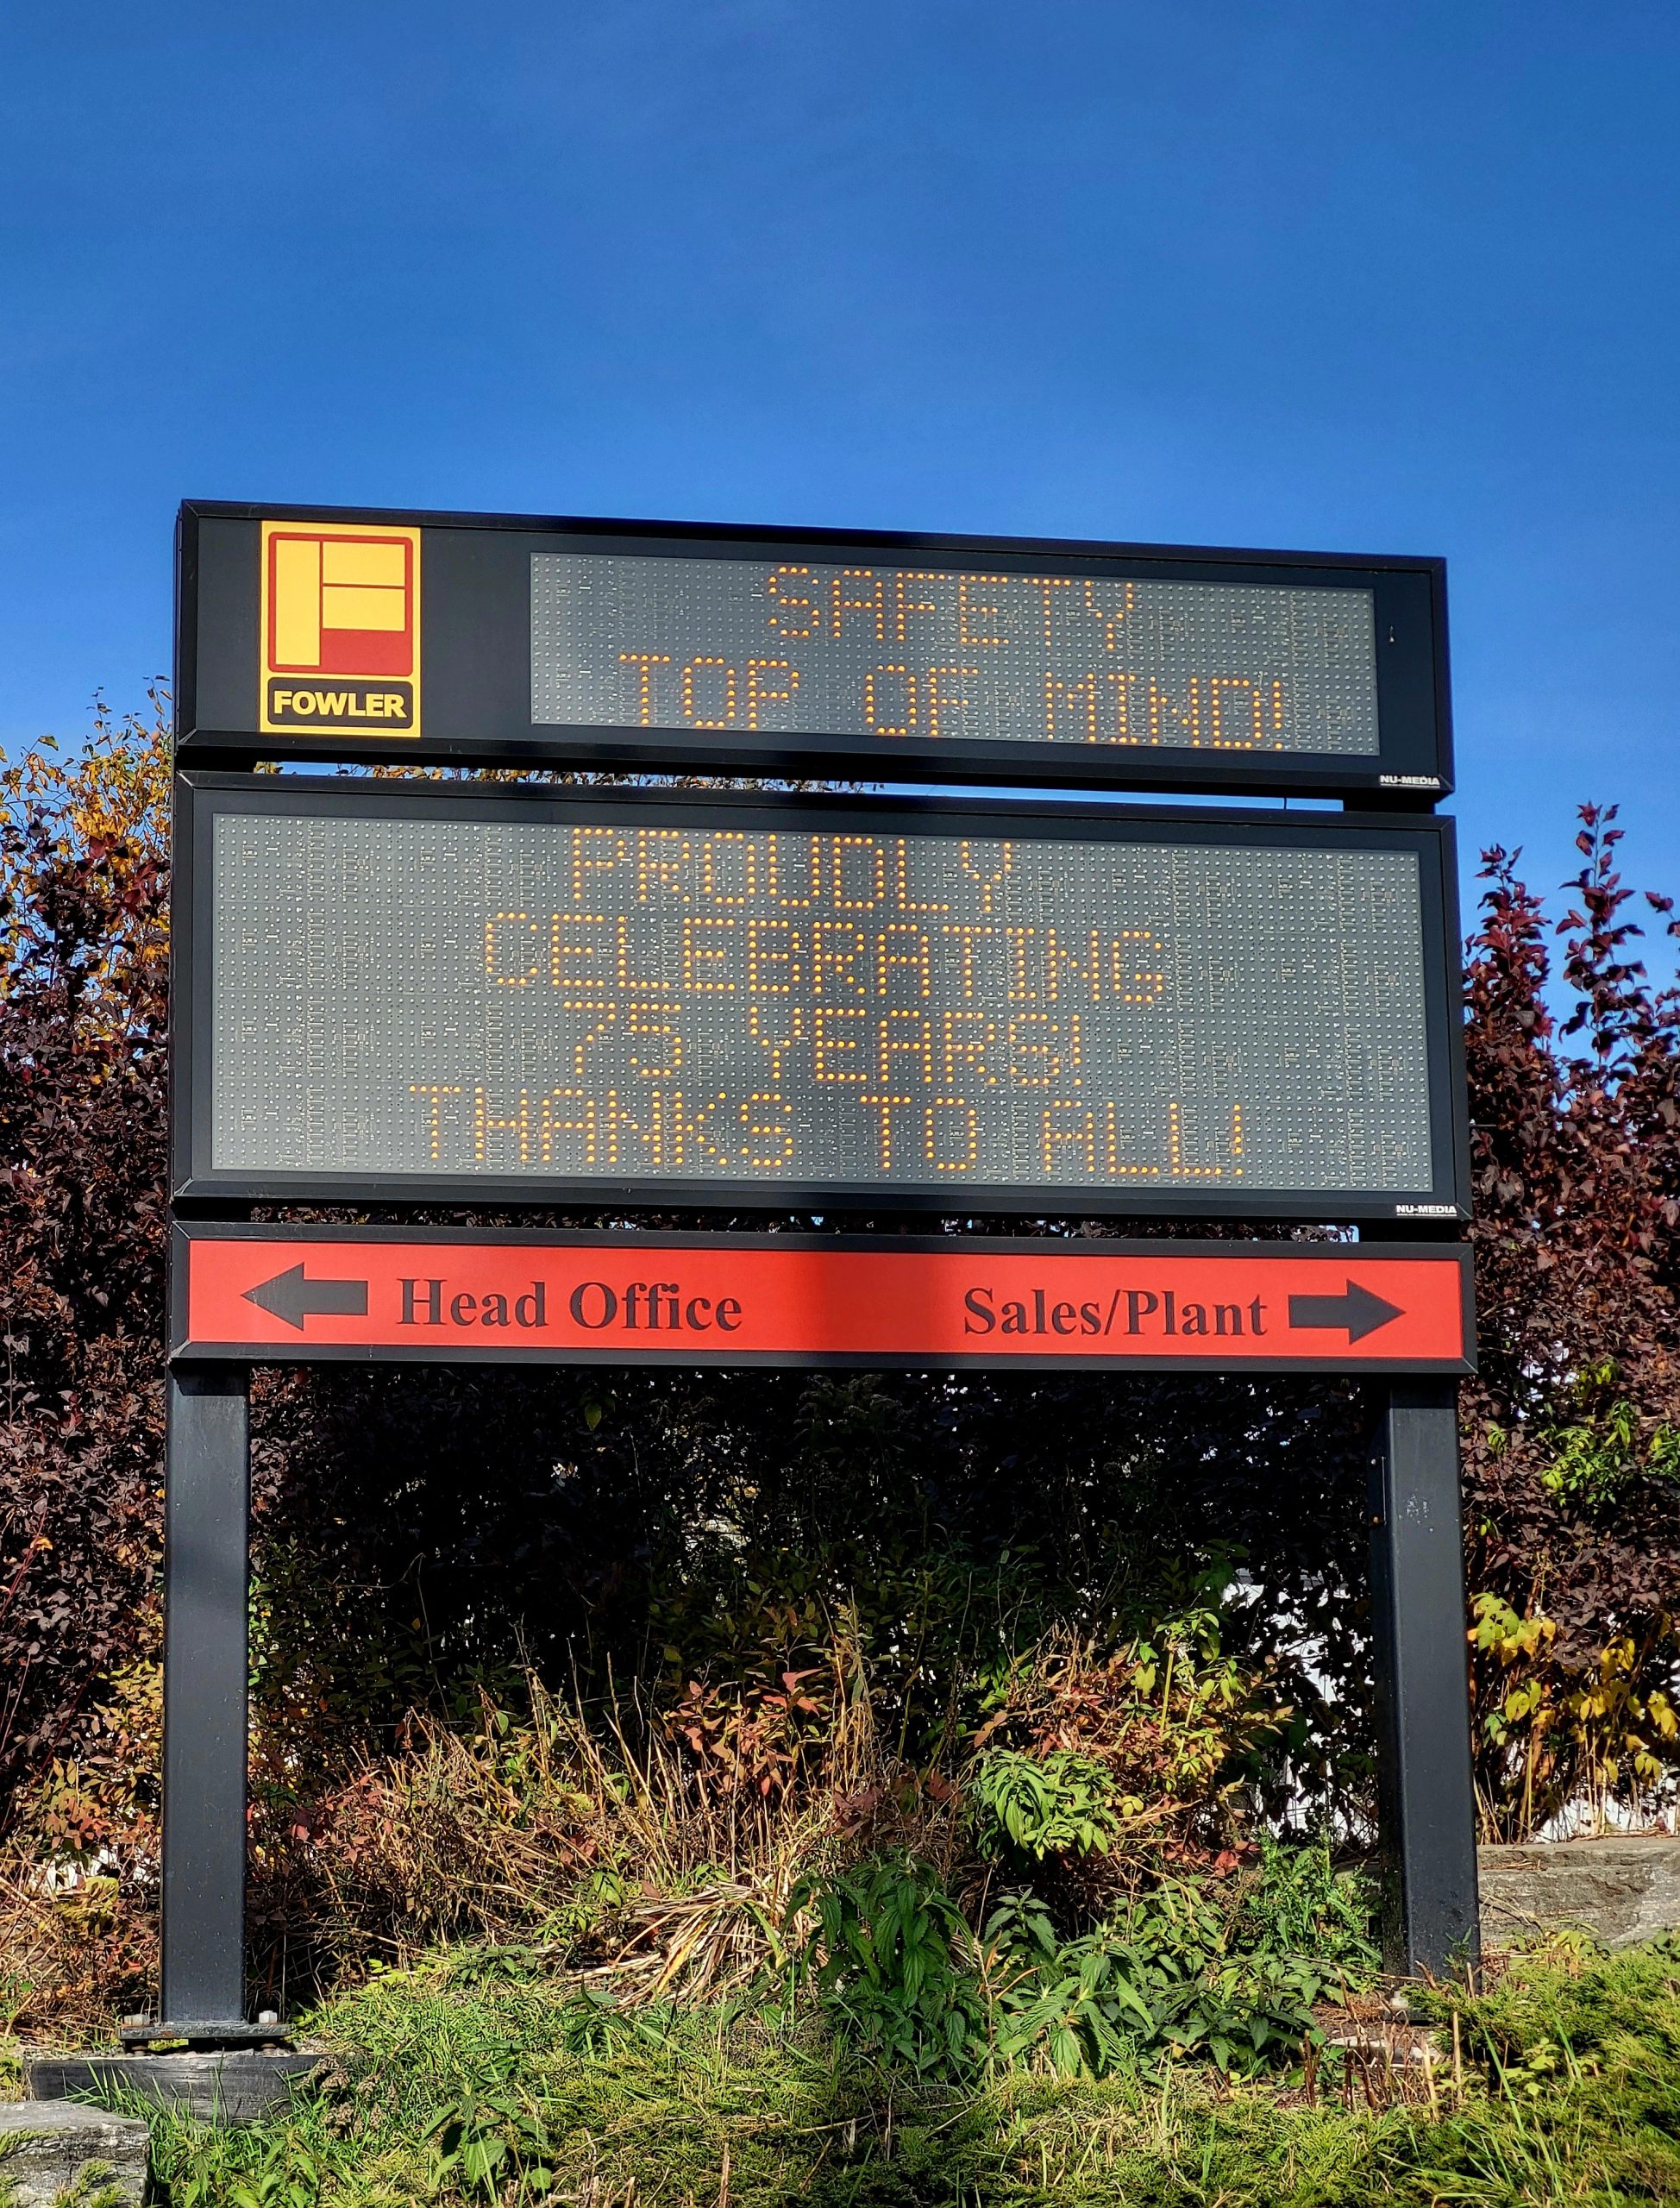 SAFETY
TOP OF MIND!
FOWLER
NU-MEDIA
PROUDLY
CELEBRATING
75 YEARS!
THANKS TO ALL!
NU-MEDIA
Head Office
Sales/Plant